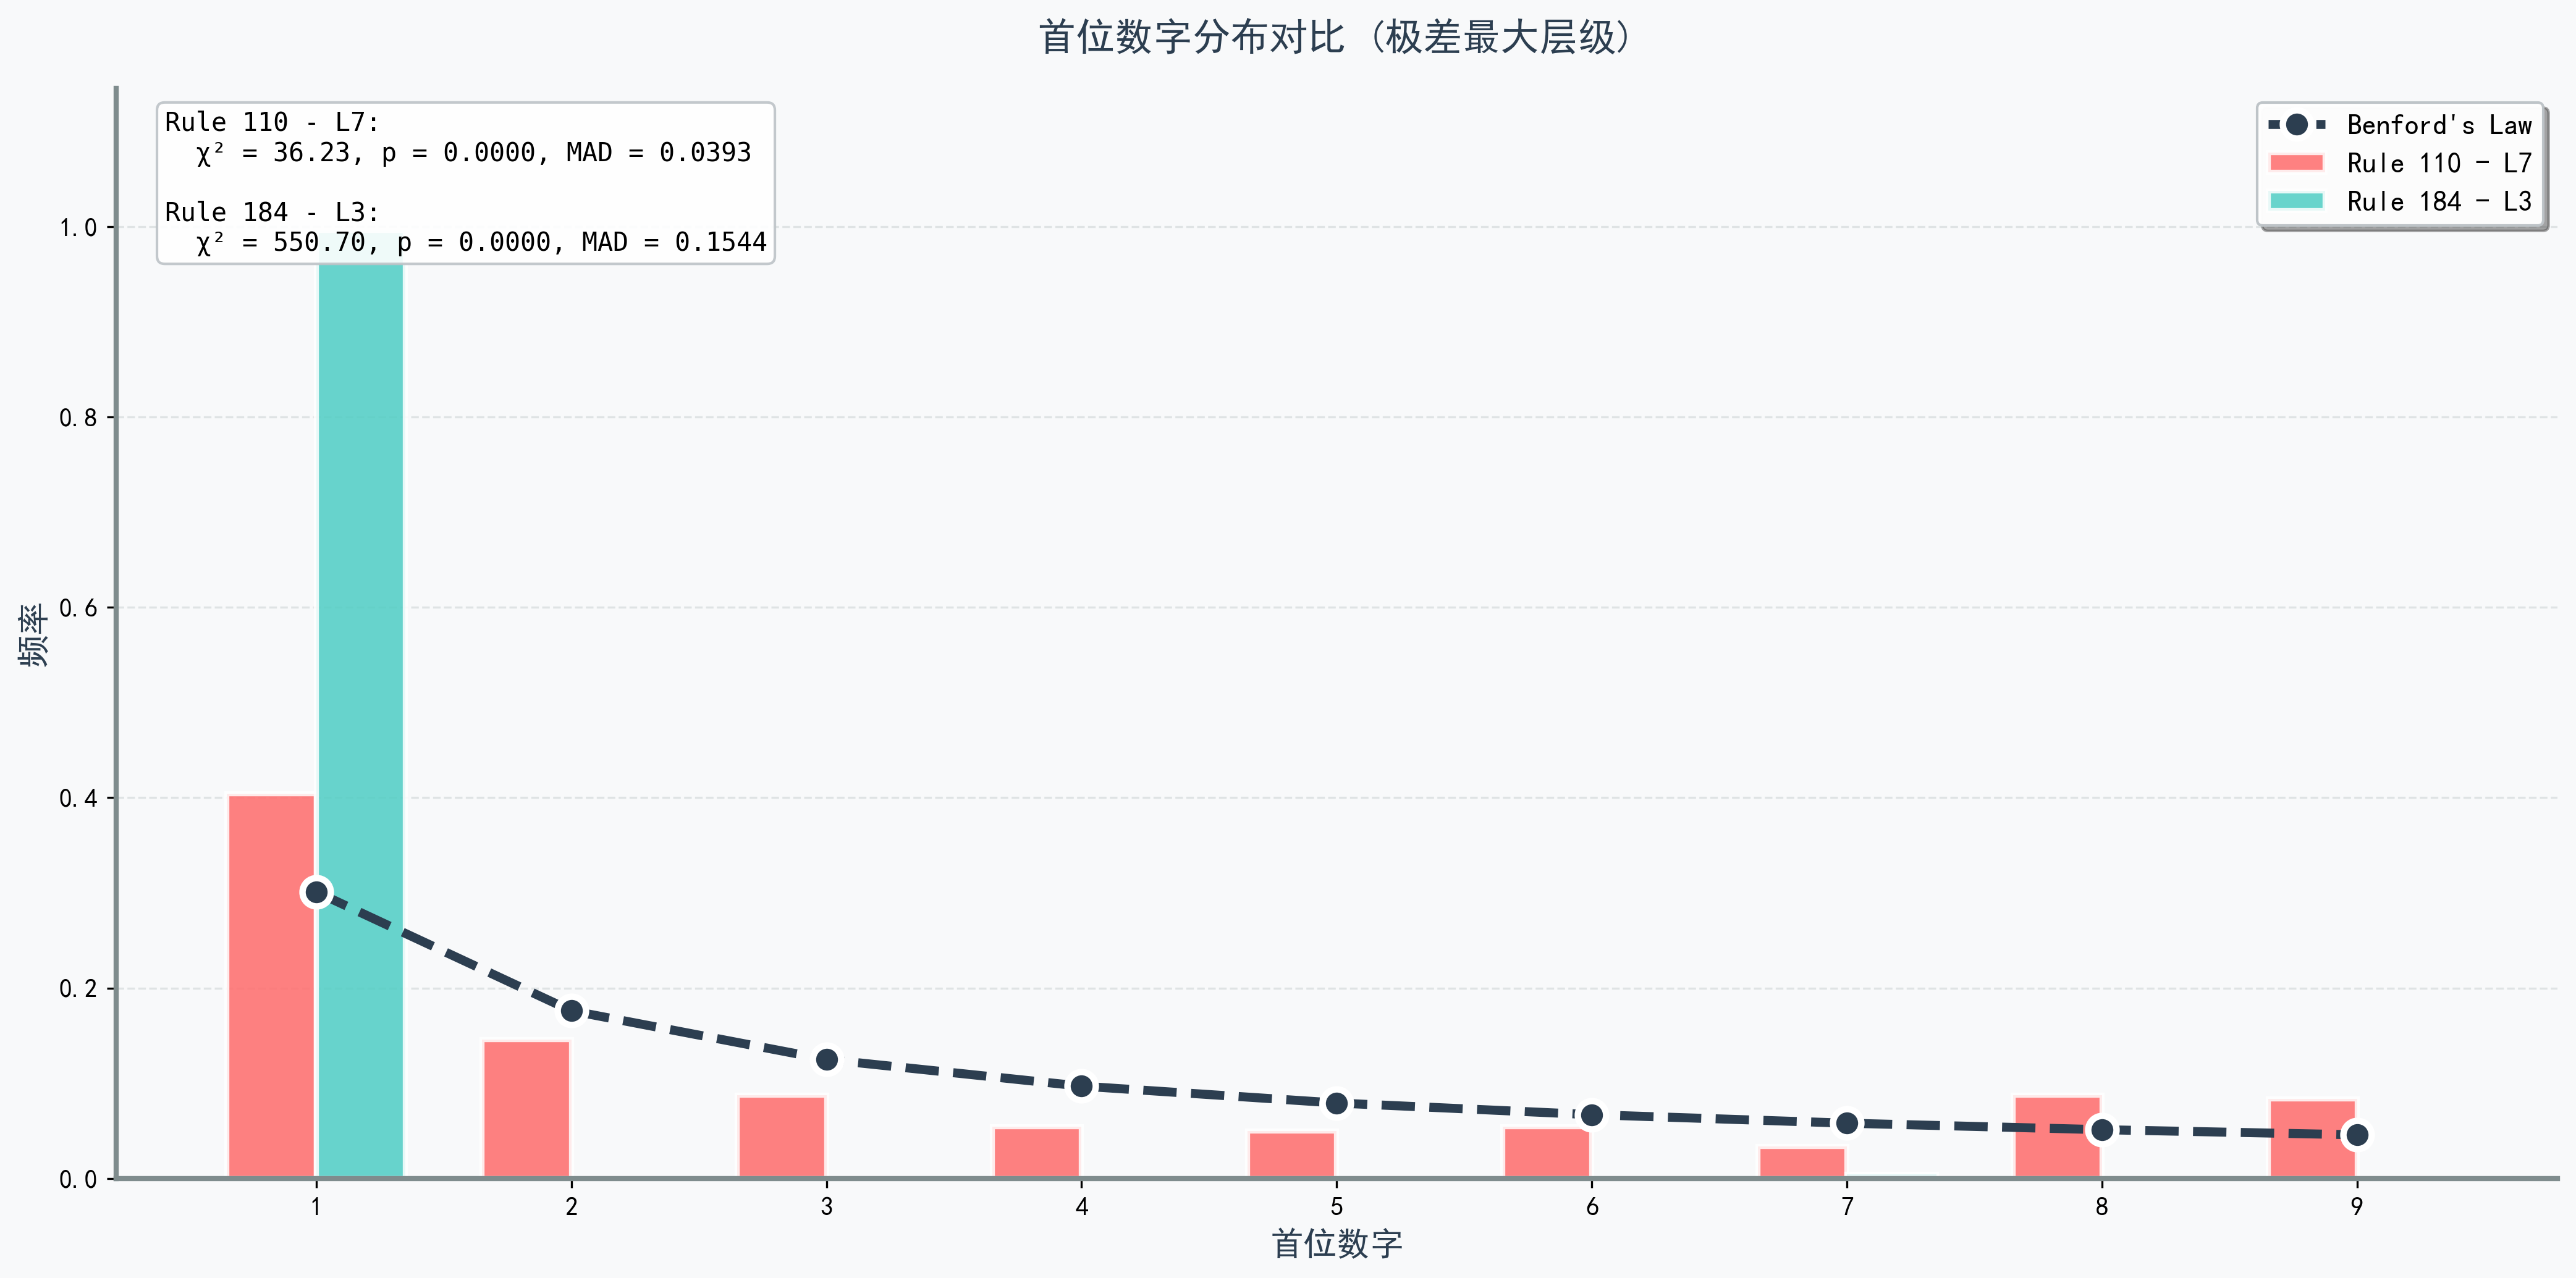 首位数字分布对比 (极差最大层级)
Rule 110 - L7:
χ² = 36.23, p = 0.0000, MAD = 0.0393
Rule 184 - L3:
χ² = 550.70, p = 0.0000, MAD = 0.1544
Benford's Law
Rule 110 - L7
Rule 184 - L3
频率
1.0
0.8
0.6
0.4
0.2
0.0
1 2 3 4 5 6 7 8 9
首位数字